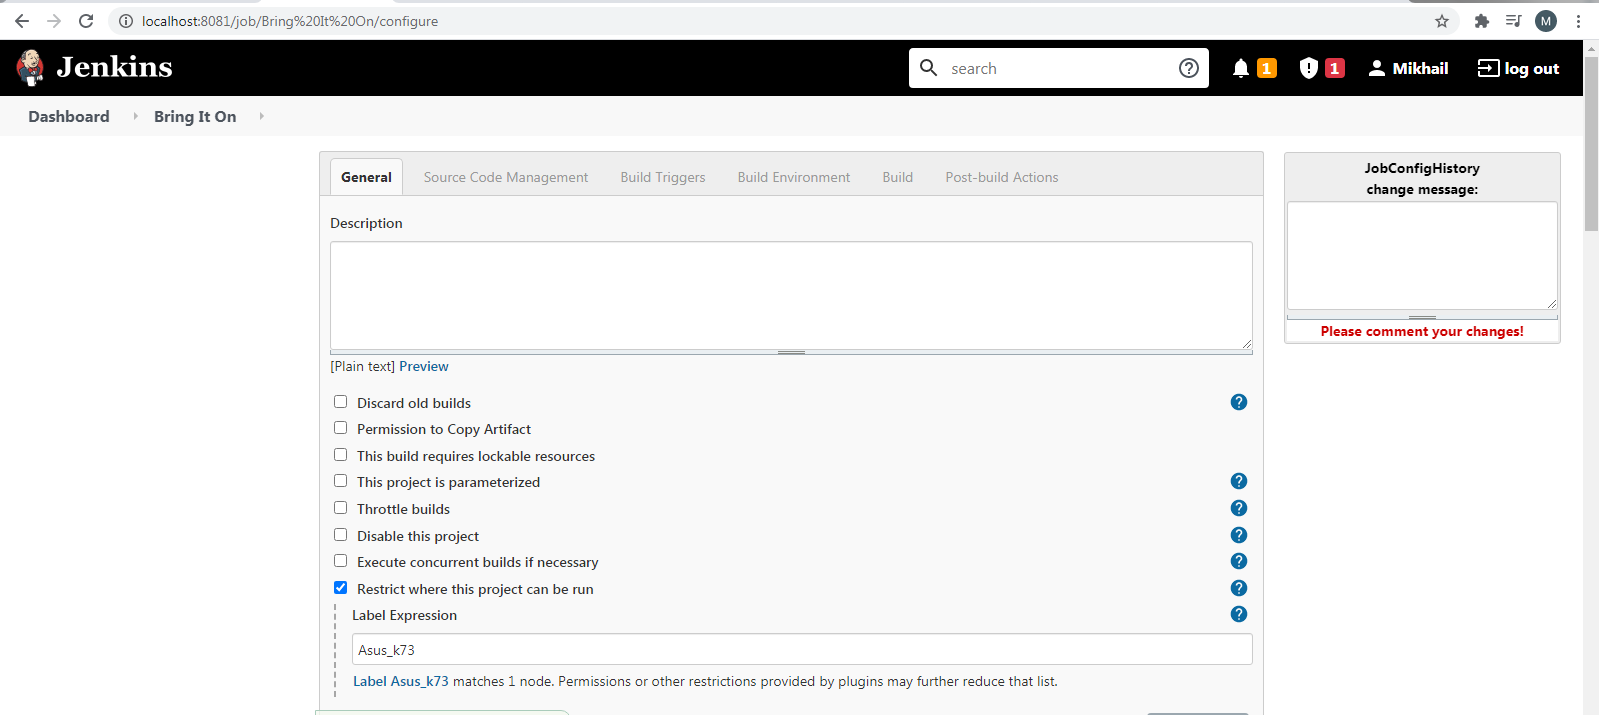 localhost:8081/job/Bring%20It%20On/configure
M
Jenkins
search
1
1
Mikhail
log out
Dashboard
Bring It On
General
Source Code Management
Build Triggers
Build Environment
Build
Post-build Actions
JobConfigHistory
change message:
Please comment your changes!
Description
[Plain text] Preview
Discard old builds
Permission to Copy Artifact
This build requires lockable resources
This project is parameterized
Throttle builds
Disable this project
Execute concurrent builds if necessary
Restrict where this project can be run
Label Expression
Asus_k73
Label Asus_k73 matches 1 node. Permissions or other restrictions provided by plugins may further reduce that list.